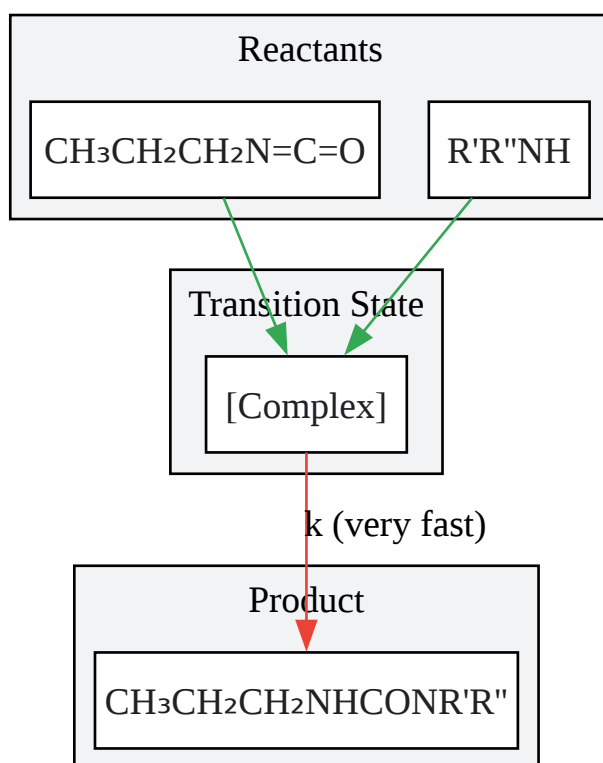 Reactants
CH₃CH₂CH₂N=C=O
R'R"NH
Transition State
[Complex]
k (very fast)
Product
CH₃CH₂CH₂NHCONR'R"